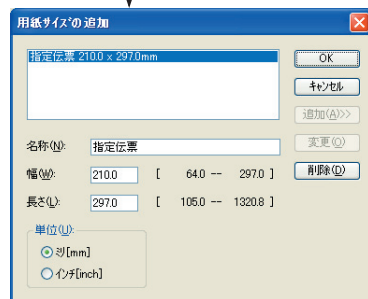 用紙ｻｲｽﾞの追加
指定伝票 210.0 x 297.0mm
OK
ｷｬﾝｾﾙ
追加(A)>>
名称(N): 指定伝票
変更(O)
幅(W): 210.0 [ 64.0 -- 297.0 ]
削除(D)
長さ(L): 297.0 [ 105.0 -- 1320.8 ]
単位(U):
ﾐﾘ[mm]
ｲﾝﾁ[inch]